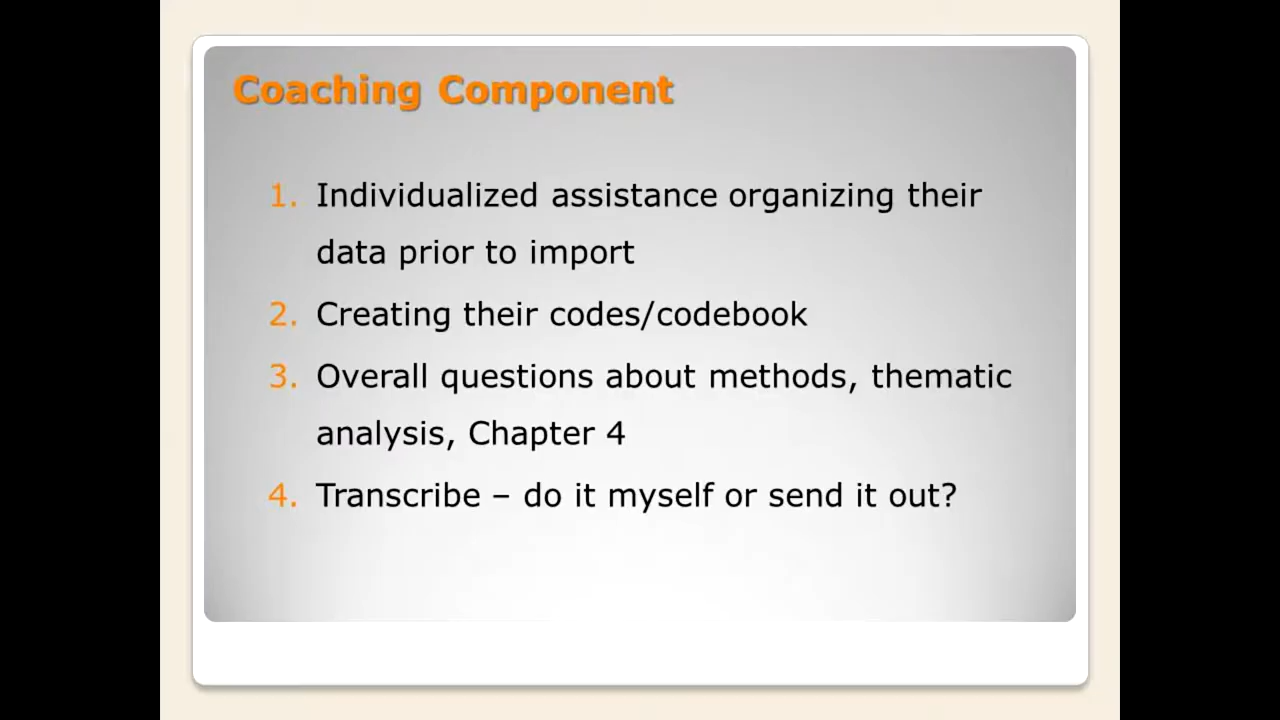 Coaching Component
1. Individualized assistance organizing their
data prior to import
2. Creating their codes/codebook
3. Overall questions about methods, thematic
analysis, Chapter 4
4. Transcribe – do it myself or send it out?